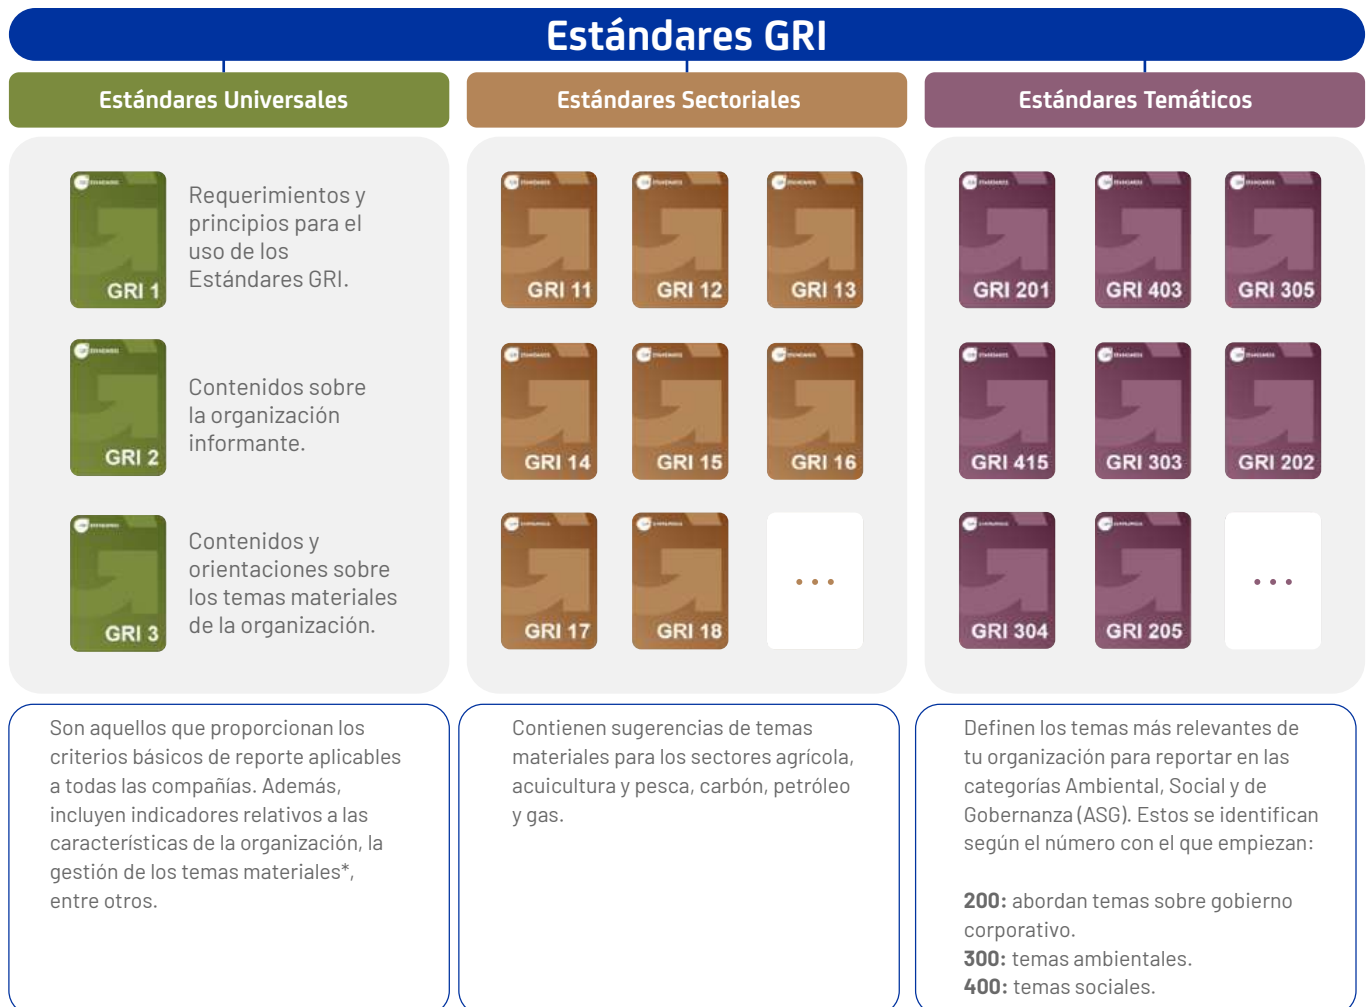 Estándares GRI
Estándares Universales
GRI 1
Requerimientos y
principios para el
uso de los
Estándares GRI.
GRI 2
Contenidos sobre
la organización
informante.
GRI 3
Contenidos y
orientaciones sobre
los temas materiales
de la organización.
Son aquellos que proporcionan los
criterios básicos de reporte aplicables
a todas las compañías. Además,
incluyen indicadores relativos a las
características de la organización, la
gestión de los temas materiales*,
entre otros.
Estándares Sectoriales
GRI 11
GRI 12
GRI 13
GRI 14
GRI 15
GRI 16
GRI 17
GRI 18
...
Contienen sugerencias de temas
materiales para los sectores agrícola,
acuicultura y pesca, carbón, petróleo
y gas.
Estándares Temáticos
GRI 201
GRI 403
GRI 305
GRI 415
GRI 303
GRI 202
GRI 304
GRI 205
...
Definen los temas más relevantes de
tu organización para reportar en las
categorías Ambiental, Social y de
Gobernanza (ASG). Estos se identifican
según el número con el que empiezan:
200: abordan temas sobre gobierno
corporativo.
300: temas ambientales.
400: temas sociales.